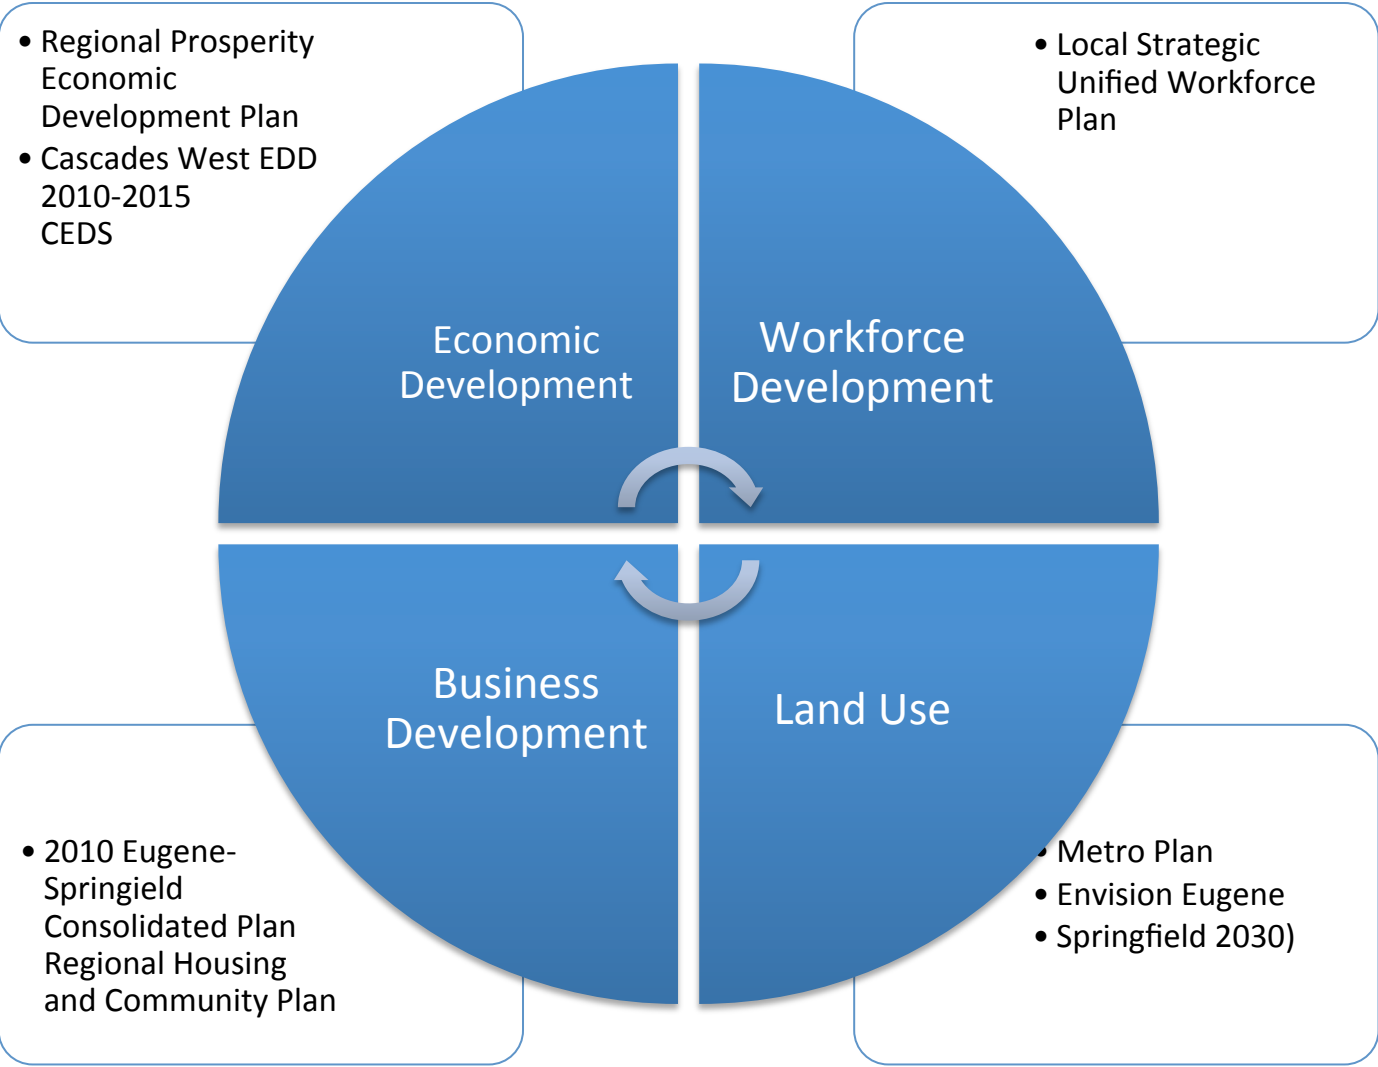 • Regional Prosperity
Economic
Development Plan
• Cascades West EDD
2010-2015
CEDS
• Local Strategic
Unified Workforce
Plan
Economic
Development
Workforce
Development
Business
Development
Land Use
• 2010 Eugene-
Springield
Consolidated Plan
Regional Housing
and Community Plan
• Metro Plan
• Envision Eugene
• Springfield 2030)